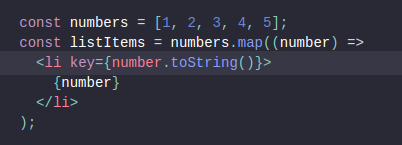 const numbers = [1, 2, 3, 4, 5];
const listItems = numbers.map((number) =>
  <li key={number.toString()}>
    {number}
  </li>
);